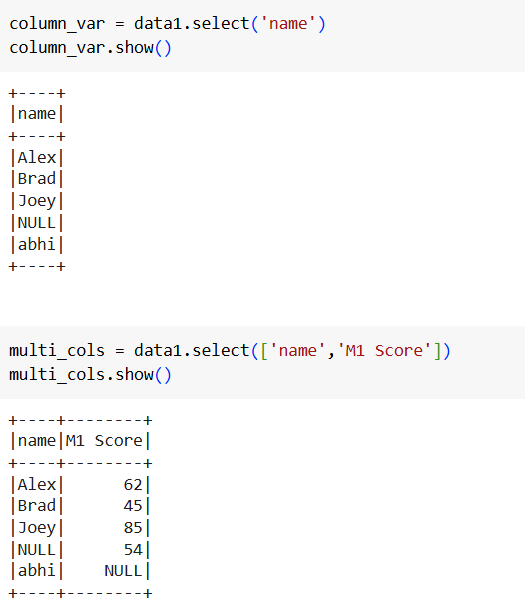 column_var = data1.select('name')
column_var.show()
+----+
|name|
+----+
|Alex|
|Brad|
|Joey|
|NULL|
|abhi|
+----+
multi_cols = data1.select(['name','M1 Score'])
multi_cols.show()
+----+--------+
|name|M1 Score|
+----+--------+
|Alex|      62|
|Brad|      45|
|Joey|      85|
|NULL|      54|
|abhi|    NULL|
+----+--------+